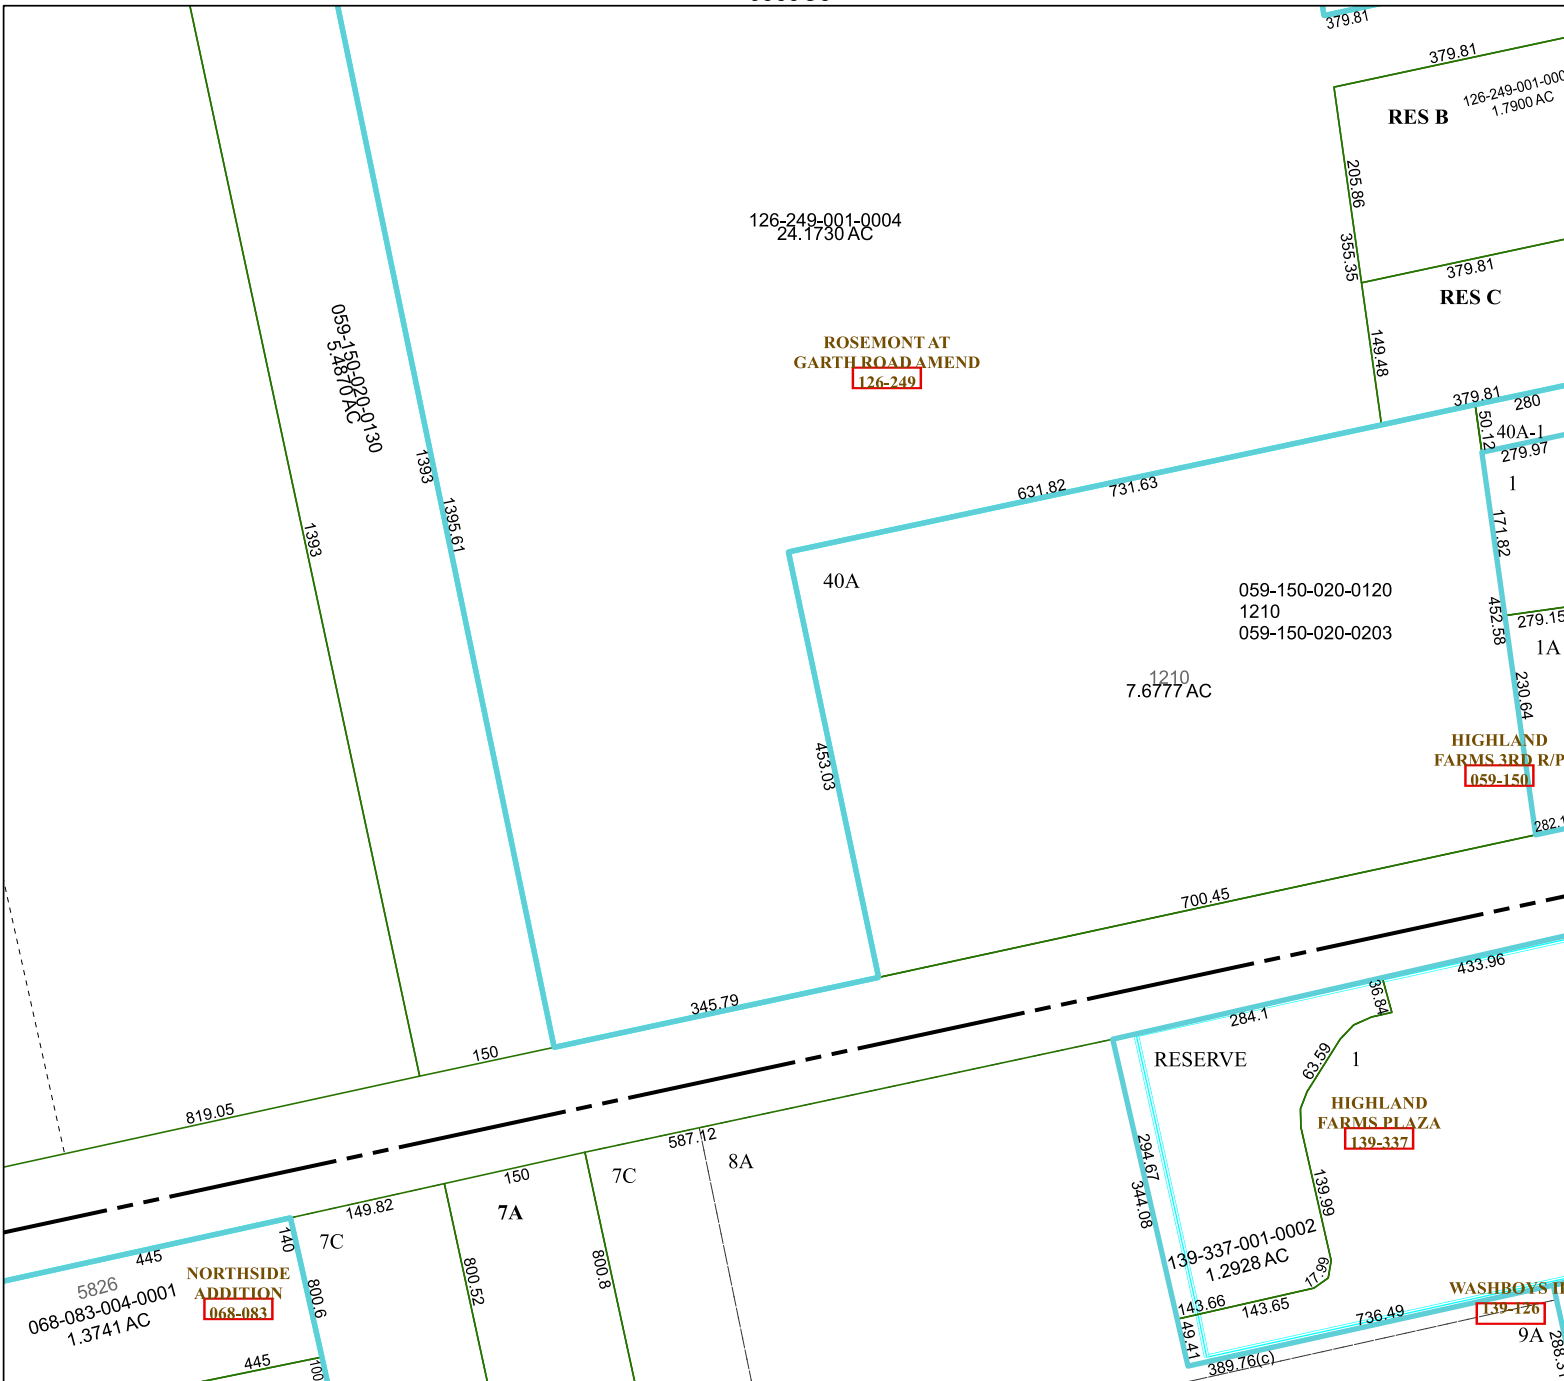 379.81
379.81
126-249-001-000
1.7900 AC
RES B
205.86
355.35
379.81
RES C
149.48
126-249-001-0004
24.1730 AC
059-150-020-0130
5.4870 AC
ROSEMONT AT
GARTH ROAD AMEND
126-249
379.81
280
50.12
40A-1
279.97
1
1393
1395.61
1393
631.82
731.63
171.82
40A
059-150-020-0120
1210
059-150-020-0203
452.58
279.15
1A
1210
7.6777 AC
230.64
453.03
HIGHLAND
FARMS 3RD R/P
059-150
282.1
700.45
433.96
345.79
36.84
284.1
150
RESERVE
1
63.59
819.05
HIGHLAND
FARMS PLAZA
139-337
587.12
8A
294.67
344.08
150
7C
139.99
149.82
7A
140
7C
445
139-337-001-0002
1.2928 AC
17.99
5826
068-083-004-0001
1.3741 AC
NORTHSIDE
ADDITION
068-083
800.6
800.52
800.8
143.66
143.65
WASHBOYS
139-126
736.49
9A
49.41
389.76(c)
445
100